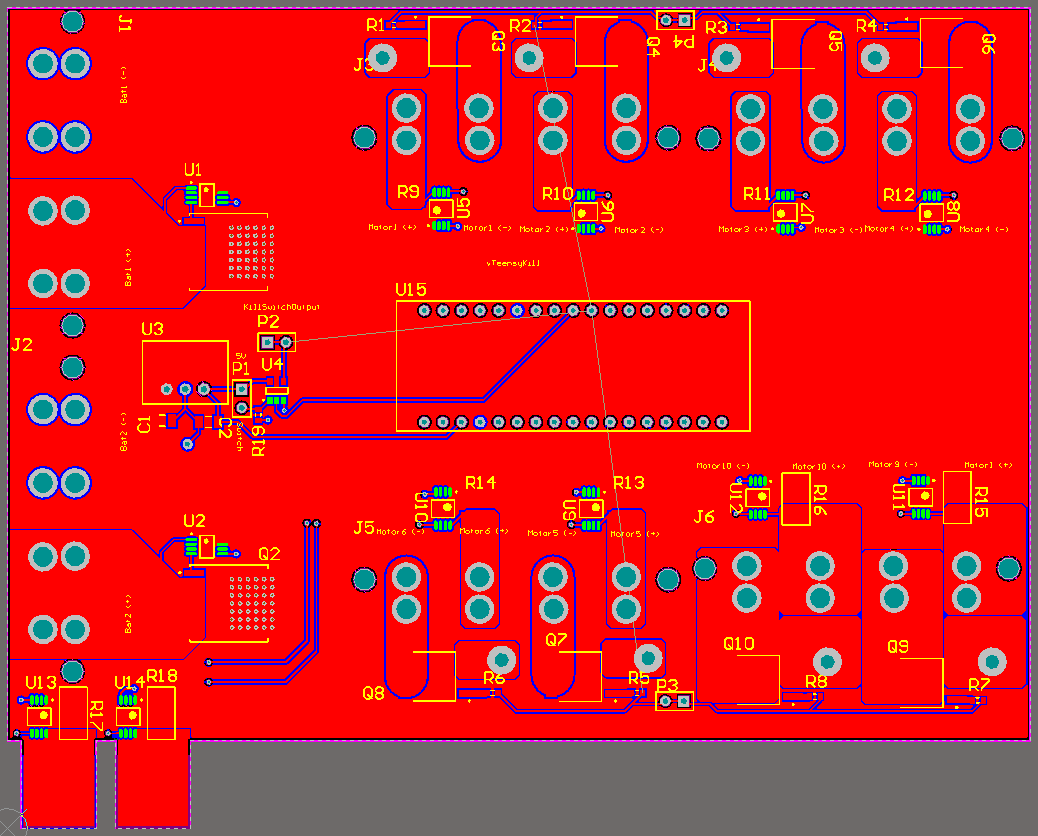 J1
R1
R2
P4
R3
R4
Q3
Q4
Q5
Q6
J3
J4
Bat1 (-)
U1
R9
R10
R11
R12
U5
U6
U7
U8
Motor1 (+)
Motor1 (-)
Motor2 (+)
Motor2 (-)
Motor3 (+)
Motor3 (-)
Motor4 (+)
Motor4 (-)
Bat1 (+)
vTeensyKill
U15
KillSwitchOutput
P2
U3
J2
5V
P1
U4
C1
C2
Switch
R19
Bat2 (-)
R14
R13
Motor10 (-)
Motor10 (+)
Motor9 (-)
Motor1 (+)
U10
U9
U12
R16
U11
R15
J5
J6
Motor6 (-)
Motor6 (+)
Motor5 (-)
Motor5 (+)
U2
Q2
Bat2 (+)
Q7
Q10
Q9
U13
U14
R18
R17
Q8
R6
R5
P3
R8
R7